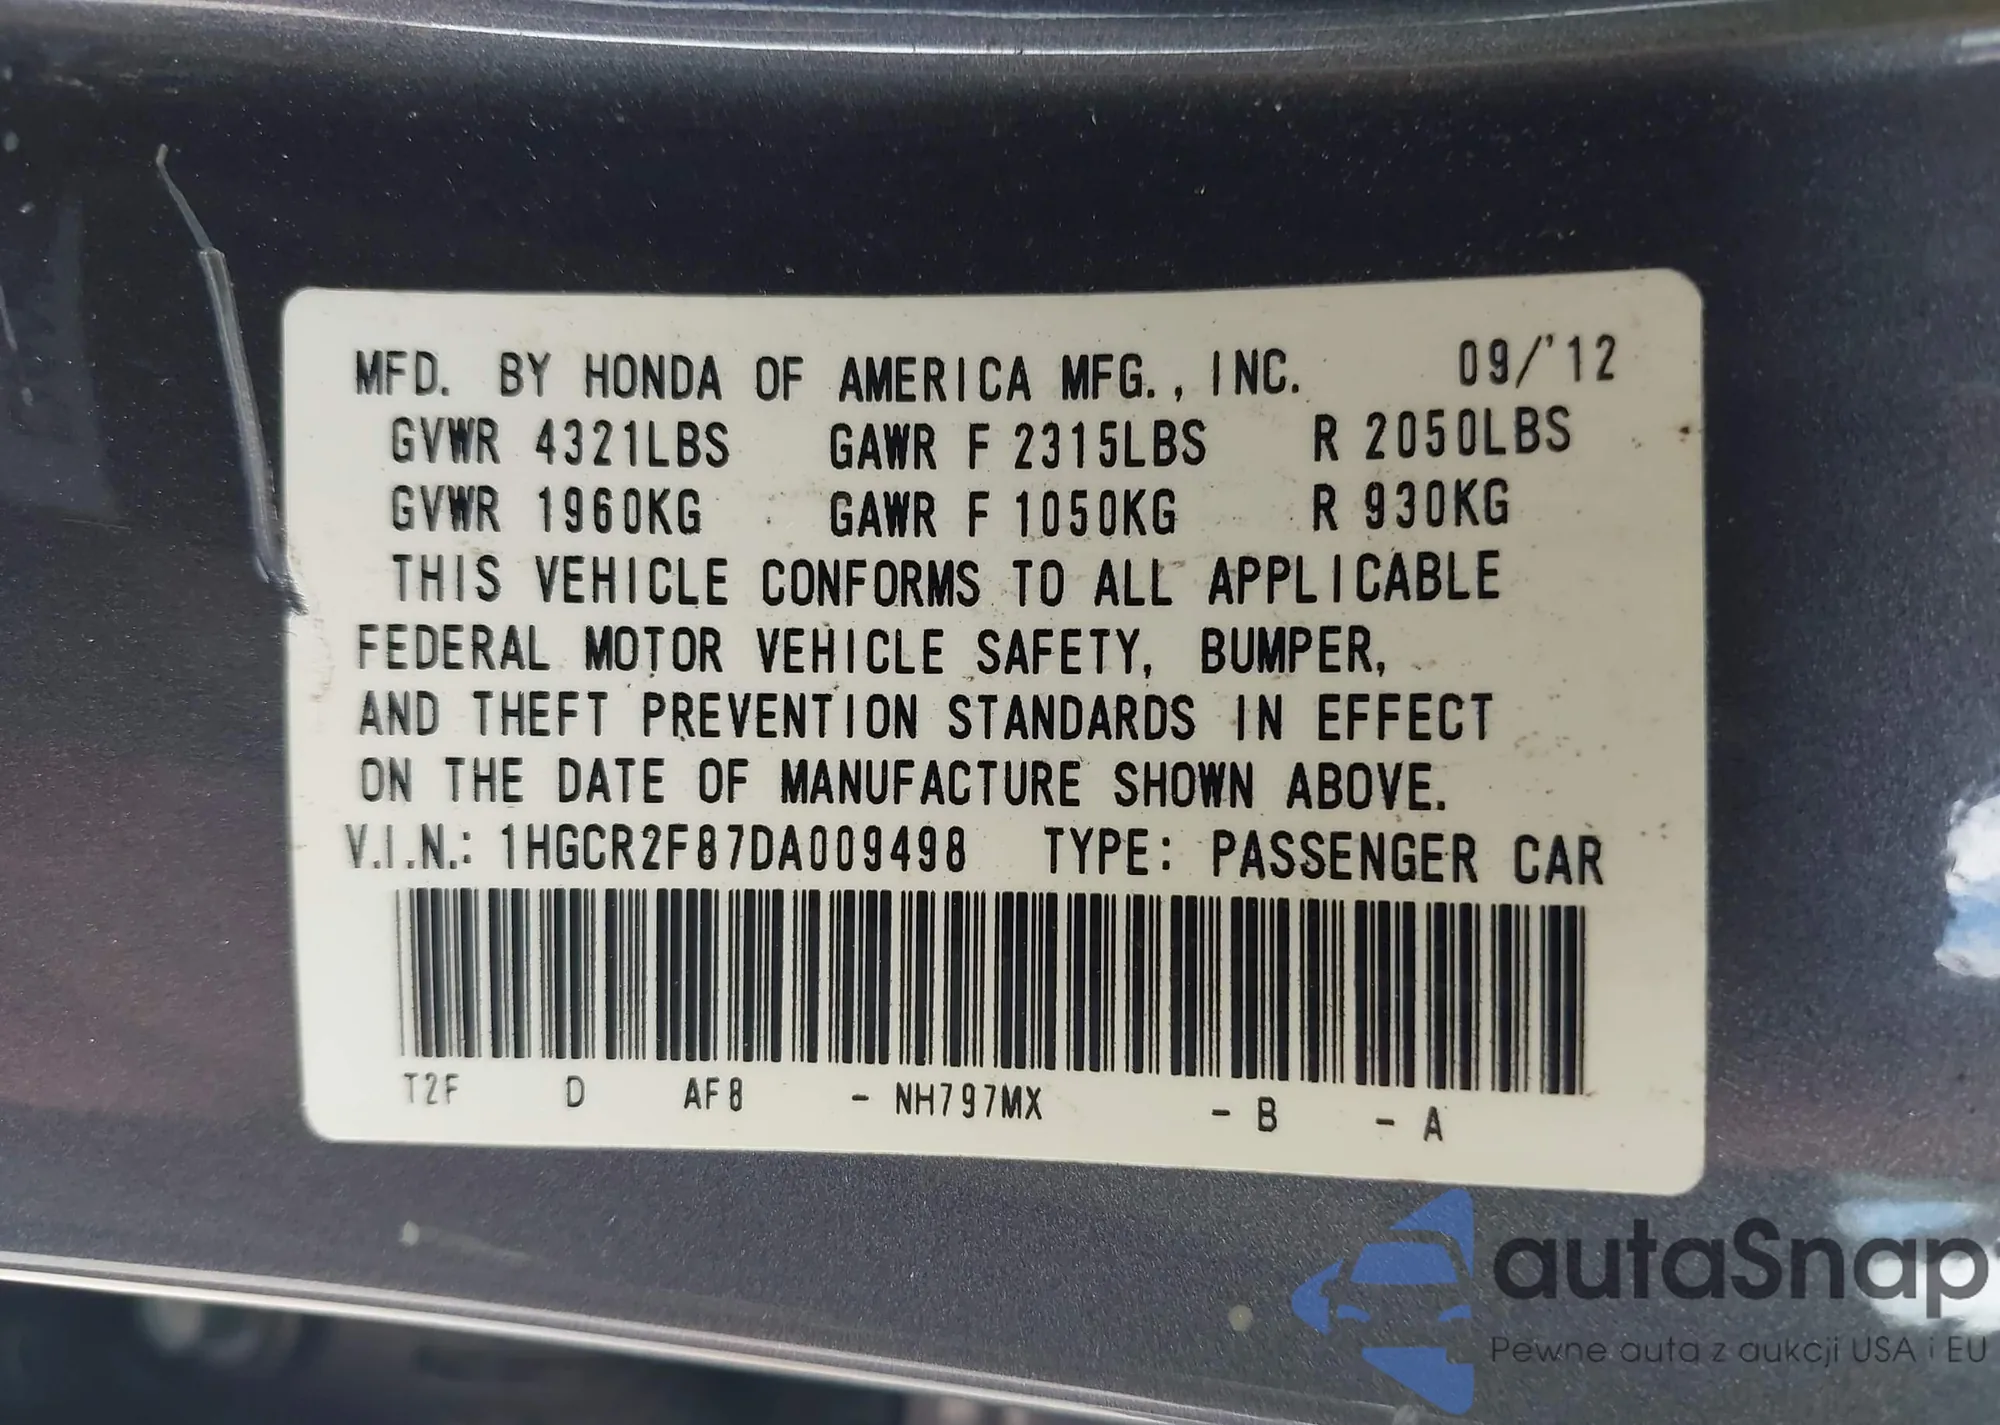 MFD. BY HONDA OF AMERICA MFG., INC. 09/'12
GVWR 4321LBS GAWR F 2315LBS R 2050LBS
GVWR 1960KG GAWR F 1050KG R 930KG
THIS VEHICLE CONFORMS TO ALL APPLICABLE
FEDERAL MOTOR VEHICLE SAFETY, BUMPER,
AND THEFT PREVENTION STANDARDS IN EFFECT
ON THE DATE OF MANUFACTURE SHOWN ABOVE.
V.I.N.: 1HGCR2F87DA009498 TYPE: PASSENGER CAR
T2F D AF8 - NH797MX - B - A
autaSnap
Pewne auta z aukcji USA i EU